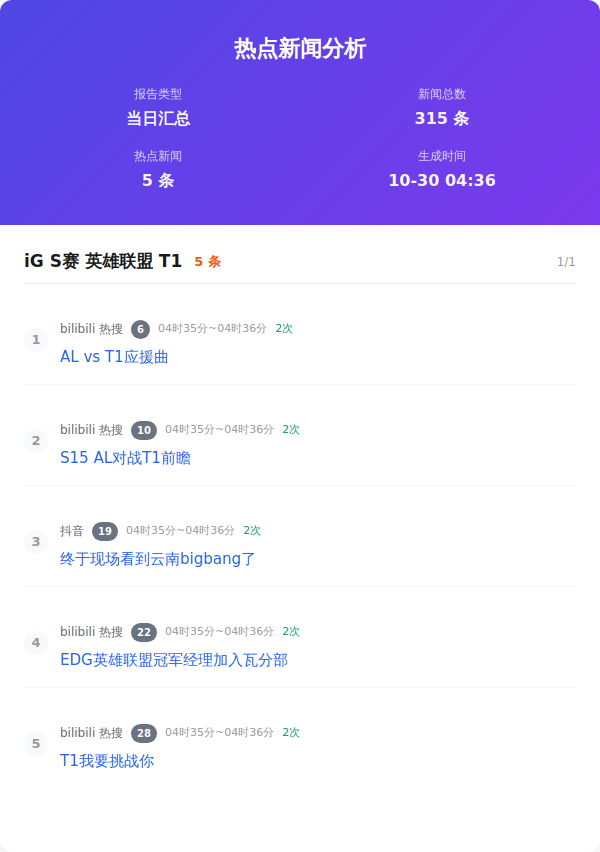 热点新闻分析
报告类型
新闻总数
当日汇总
315 条
热点新闻
生成时间
5 条
10-30 04:36
iG S赛 英雄联盟 T1 5 条 1/1
1
bilibili 热搜 6 04时35分~04时36分 2次
AL vs T1应援曲
2
bilibili 热搜 10 04时35分~04时36分 2次
S15 AL对战T1前瞻
3
抖音 19 04时35分~04时36分 2次
终于现场看到云南bigbang了
4
bilibili 热搜 22 04时35分~04时36分 2次
EDG英雄联盟冠军经理加入瓦分部
5
bilibili 热搜 28 04时35分~04时36分 2次
T1我要挑战你